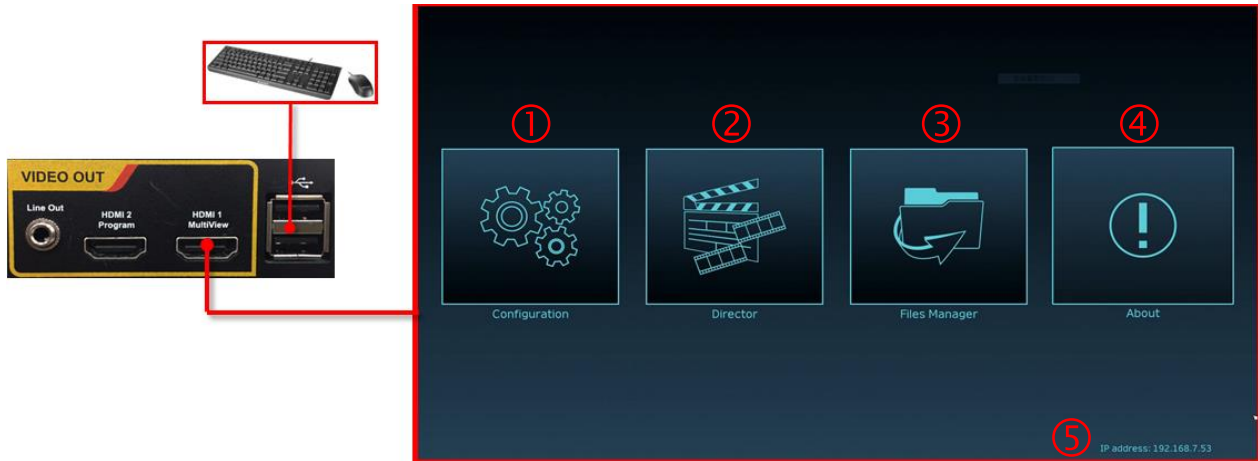 VIDEO OUT
Line Out
HDMI 2
Program
HDMI 1
MultiView
①
②
③
④
Configuration
Director
Files Manager
About
⑤
IP address: 192.168.7.53